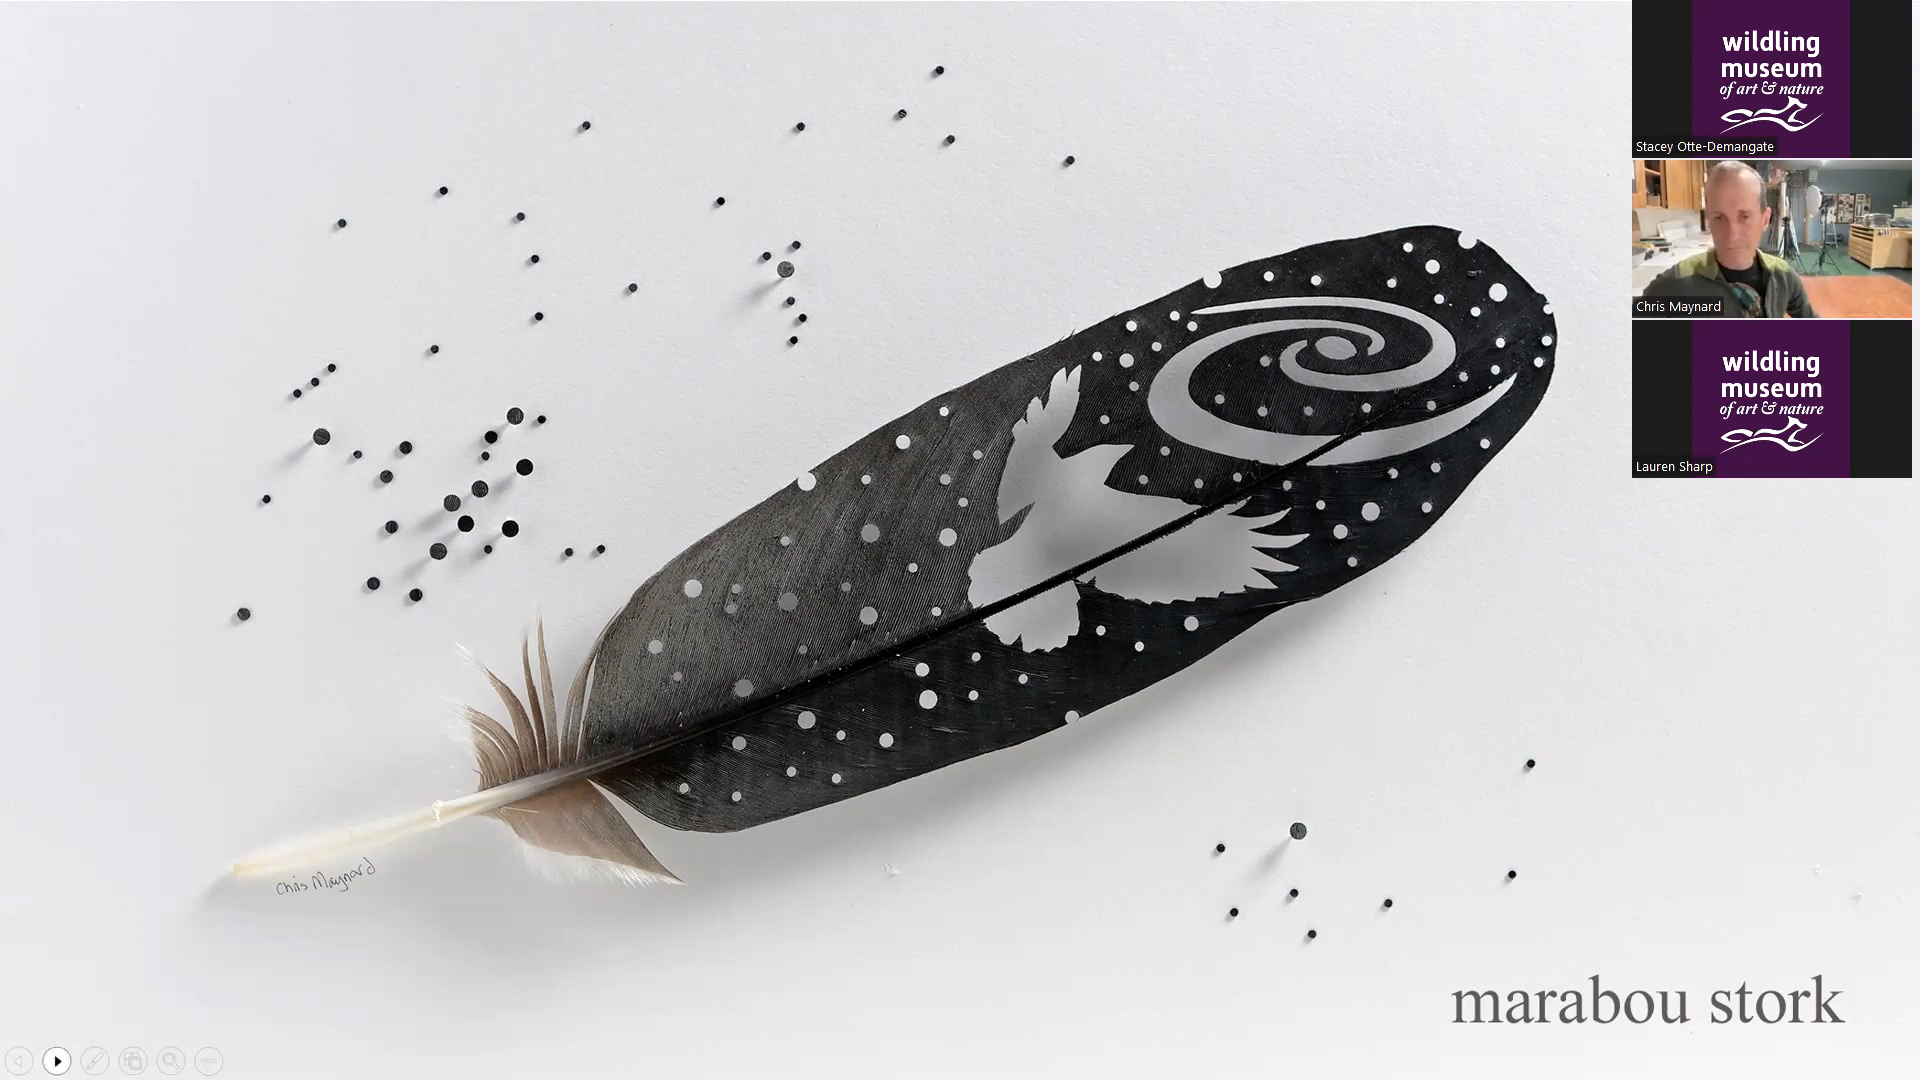 wildling
museum
of art & nature
Stacey Otte-Demangate
Chris Maynard
wildling
museum
of art & nature
Lauren Sharp
Chris Maynard
marabou stork